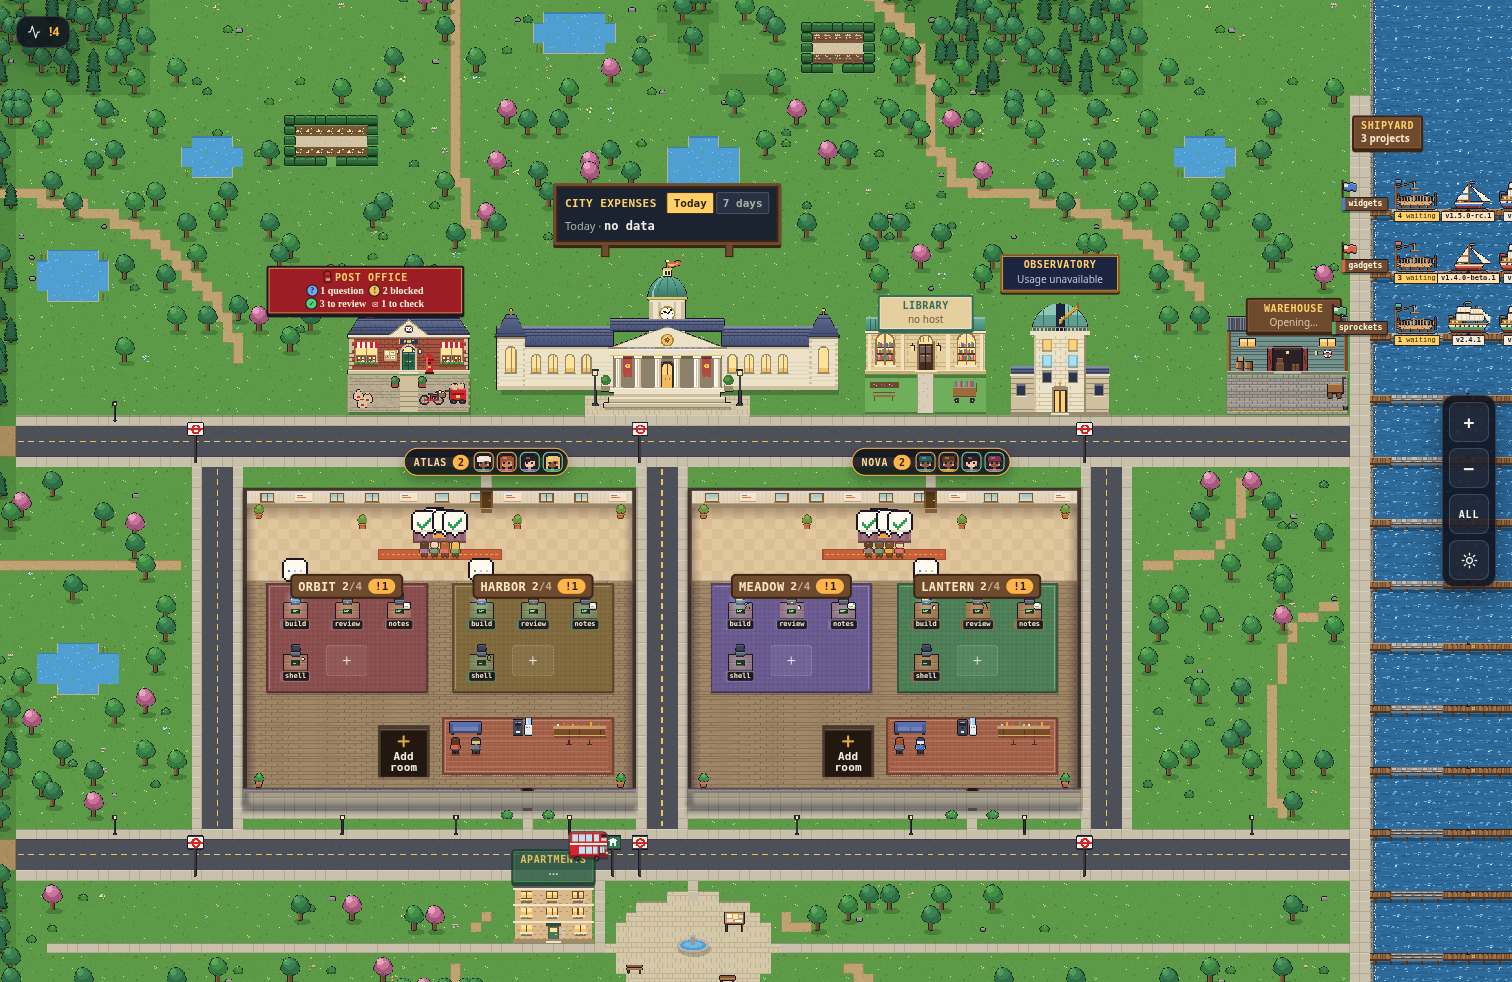 !4
SHIPYARD
3 projects
CITY EXPENSES Today 7 days
Today · no data
widgets
4 waiting v1.5.0-rc.1
gadgets
3 waiting v1.4.0-beta.1
sprockets
1 waiting v2.4.1
POST OFFICE
? 1 question ! 2 blocked
3 to review 1 to check
OBSERVATORY
Usage unavailable
LIBRARY
no host
WAREHOUSE
Opening...
+
−
ALL
ATLAS 2
NOVA 2
ORBIT 2/4 !1
build review notes
shell +
HARBOR 2/4 !1
build review notes
shell +
MEADOW 2/4 !1
build review notes
shell +
LANTERN 2/4 !1
build review notes
shell +
+
Add
room
+
Add
room
APARTMENTS
...